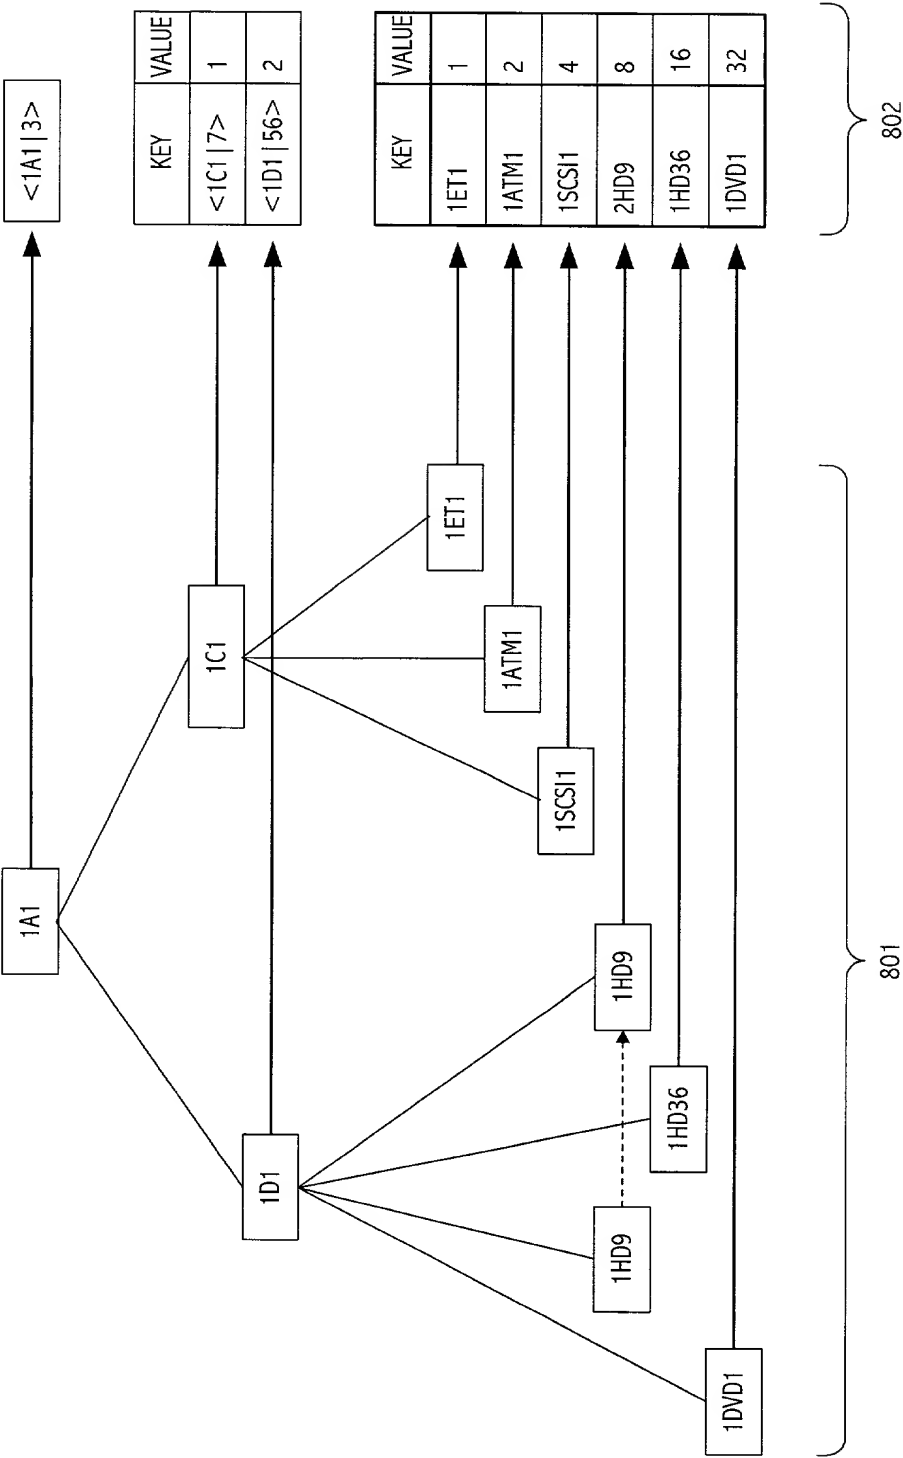 1A1
<1A1|3>
1D1
1C1
KEY VALUE
<1C1|7> 1
<1D1|56> 2
1DVD1
1HD9
1HD36
1HD9
1SCSI1
1ATM1
1ET1
KEY VALUE
1ET1 1
1ATM1 2
1SCSI1 4
2HD9 8
1HD36 16
1DVD1 32
801
802